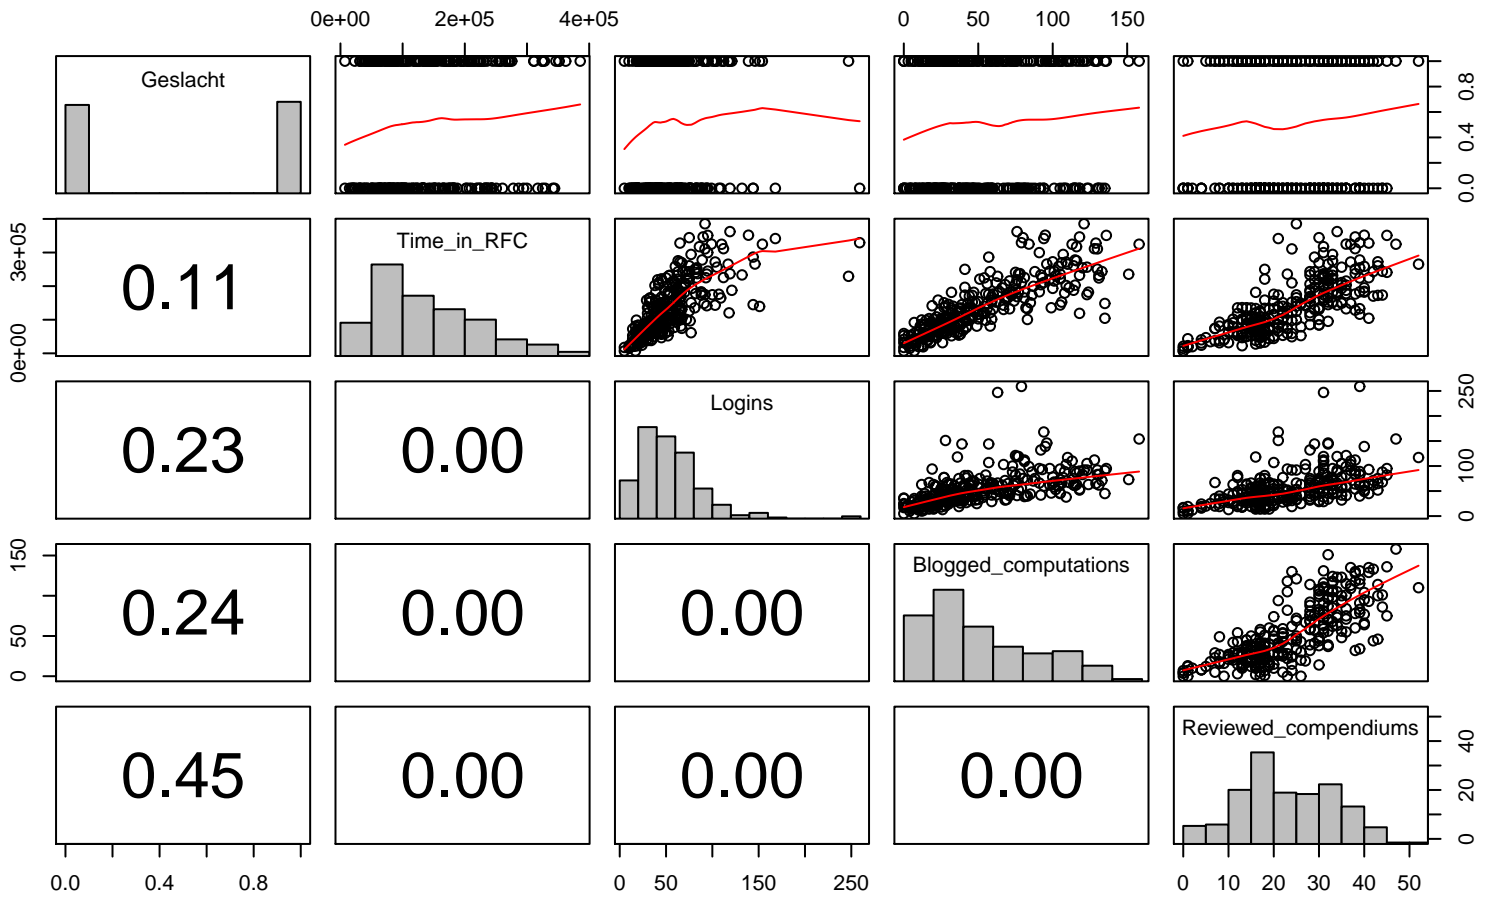 0e+00 2e+05 4e+05 0 50 100 150
Geslacht
0.0 0.4 0.8
0e+00 3e+05
0.11
Time_in_RFC
0.23
0.00
Logins
0 100 250
0 50 150
0.24
0.00
0.00
Blogged_computations
0.45
0.00
0.00
0.00
Reviewed_compendiums
0 20 40
0.0 0.4 0.8 0 50 150 250 0 10 20 30 40 50